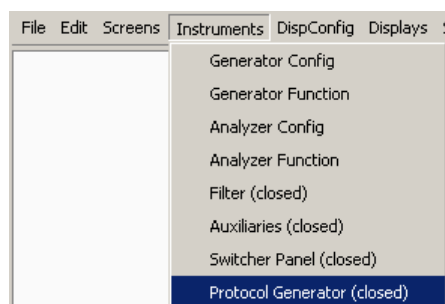 File Edit Screens Instruments DispConfig Displays
Generator Config
Generator Function
Analyzer Config
Analyzer Function
Filter (closed)
Auxiliaries (closed)
Switcher Panel (closed)
Protocol Generator (closed)